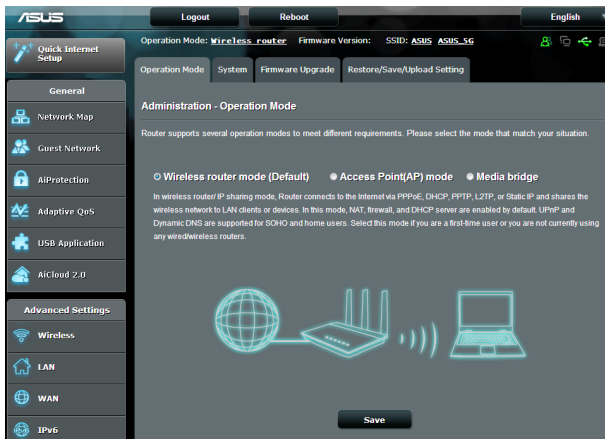 ASUS
Logout
Reboot
English
Quick Internet
Setup
Operation Mode: Wireless router Firmware Version: SSID: ASUS ASUS_5G
Operation Mode
System
Firmware Upgrade
Restore/Save/Upload Setting
General
Network Map
Guest Network
AiProtection
Adaptive QoS
USB Application
AiCloud 2.0
Advanced Settings
Wireless
LAN
WAN
IPv6
Administration - Operation Mode
Router supports several operation modes to meet different requirements. Please select the mode that match your situation.
Wireless router mode (Default)
Access Point(AP) mode
Media bridge
In wireless router/ IP sharing mode, Router connects to the Internet via PPPoE, DHCP, PPTP, L2TP, or Static IP and shares the
wireless network to LAN clients or devices. In this mode, NAT, firewall, and DHCP server are enabled by default. UPnP and
Dynamic DNS are supported for SOHO and home users. Select this mode if you are a first-time user or you are not currently using
any wired/wireless routers.
Save